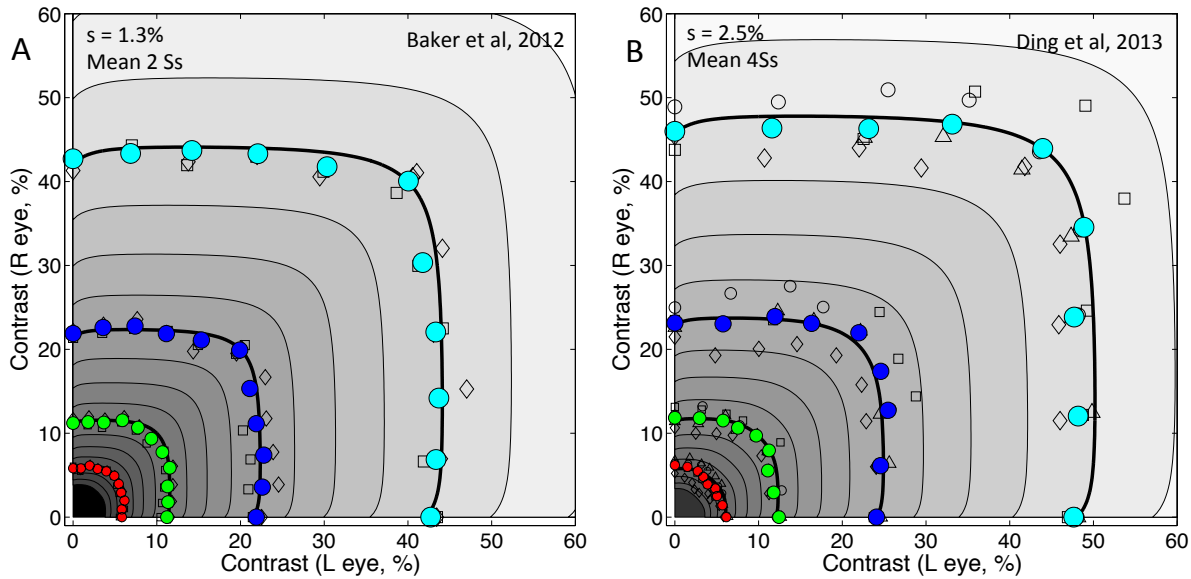 A
s = 1.3%
Mean 2 Ss
Baker et al, 2012
60
50
40
30
20
10
0
Contrast (R eye, %)
0 10 20 30 40 50 60
Contrast (L eye, %)
B
s = 2.5%
Mean 4Ss
Ding et al, 2013
60
50
40
30
20
10
0
Contrast (R eye, %)
0 10 20 30 40 50 60
Contrast (L eye, %)